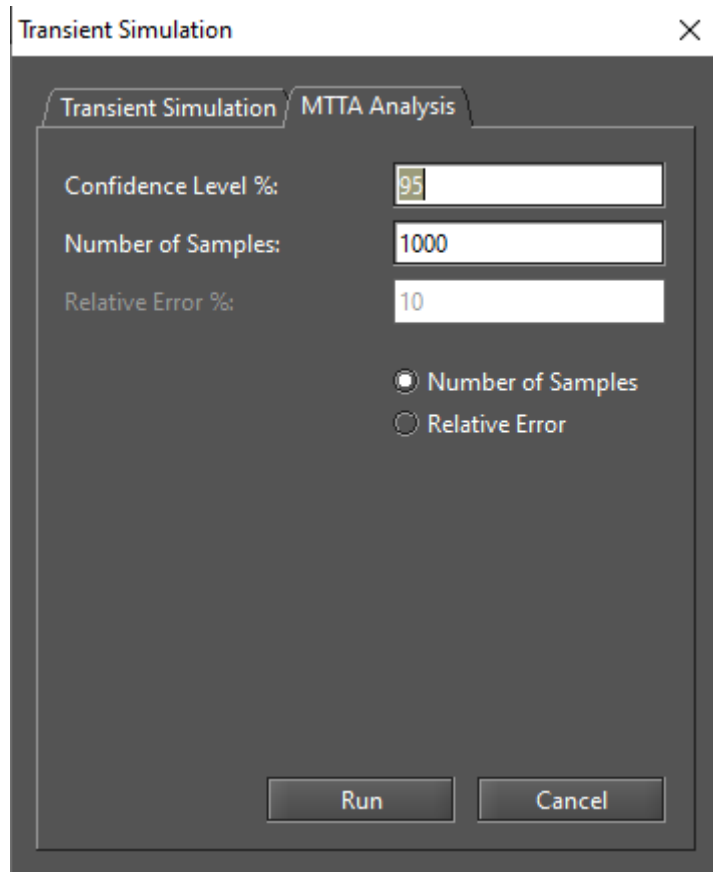 Transient Simulation
Transient Simulation MTTA Analysis
Confidence Level %: 95
Number of Samples: 1000
Relative Error %: 10
Number of Samples
Relative Error
Run Cancel